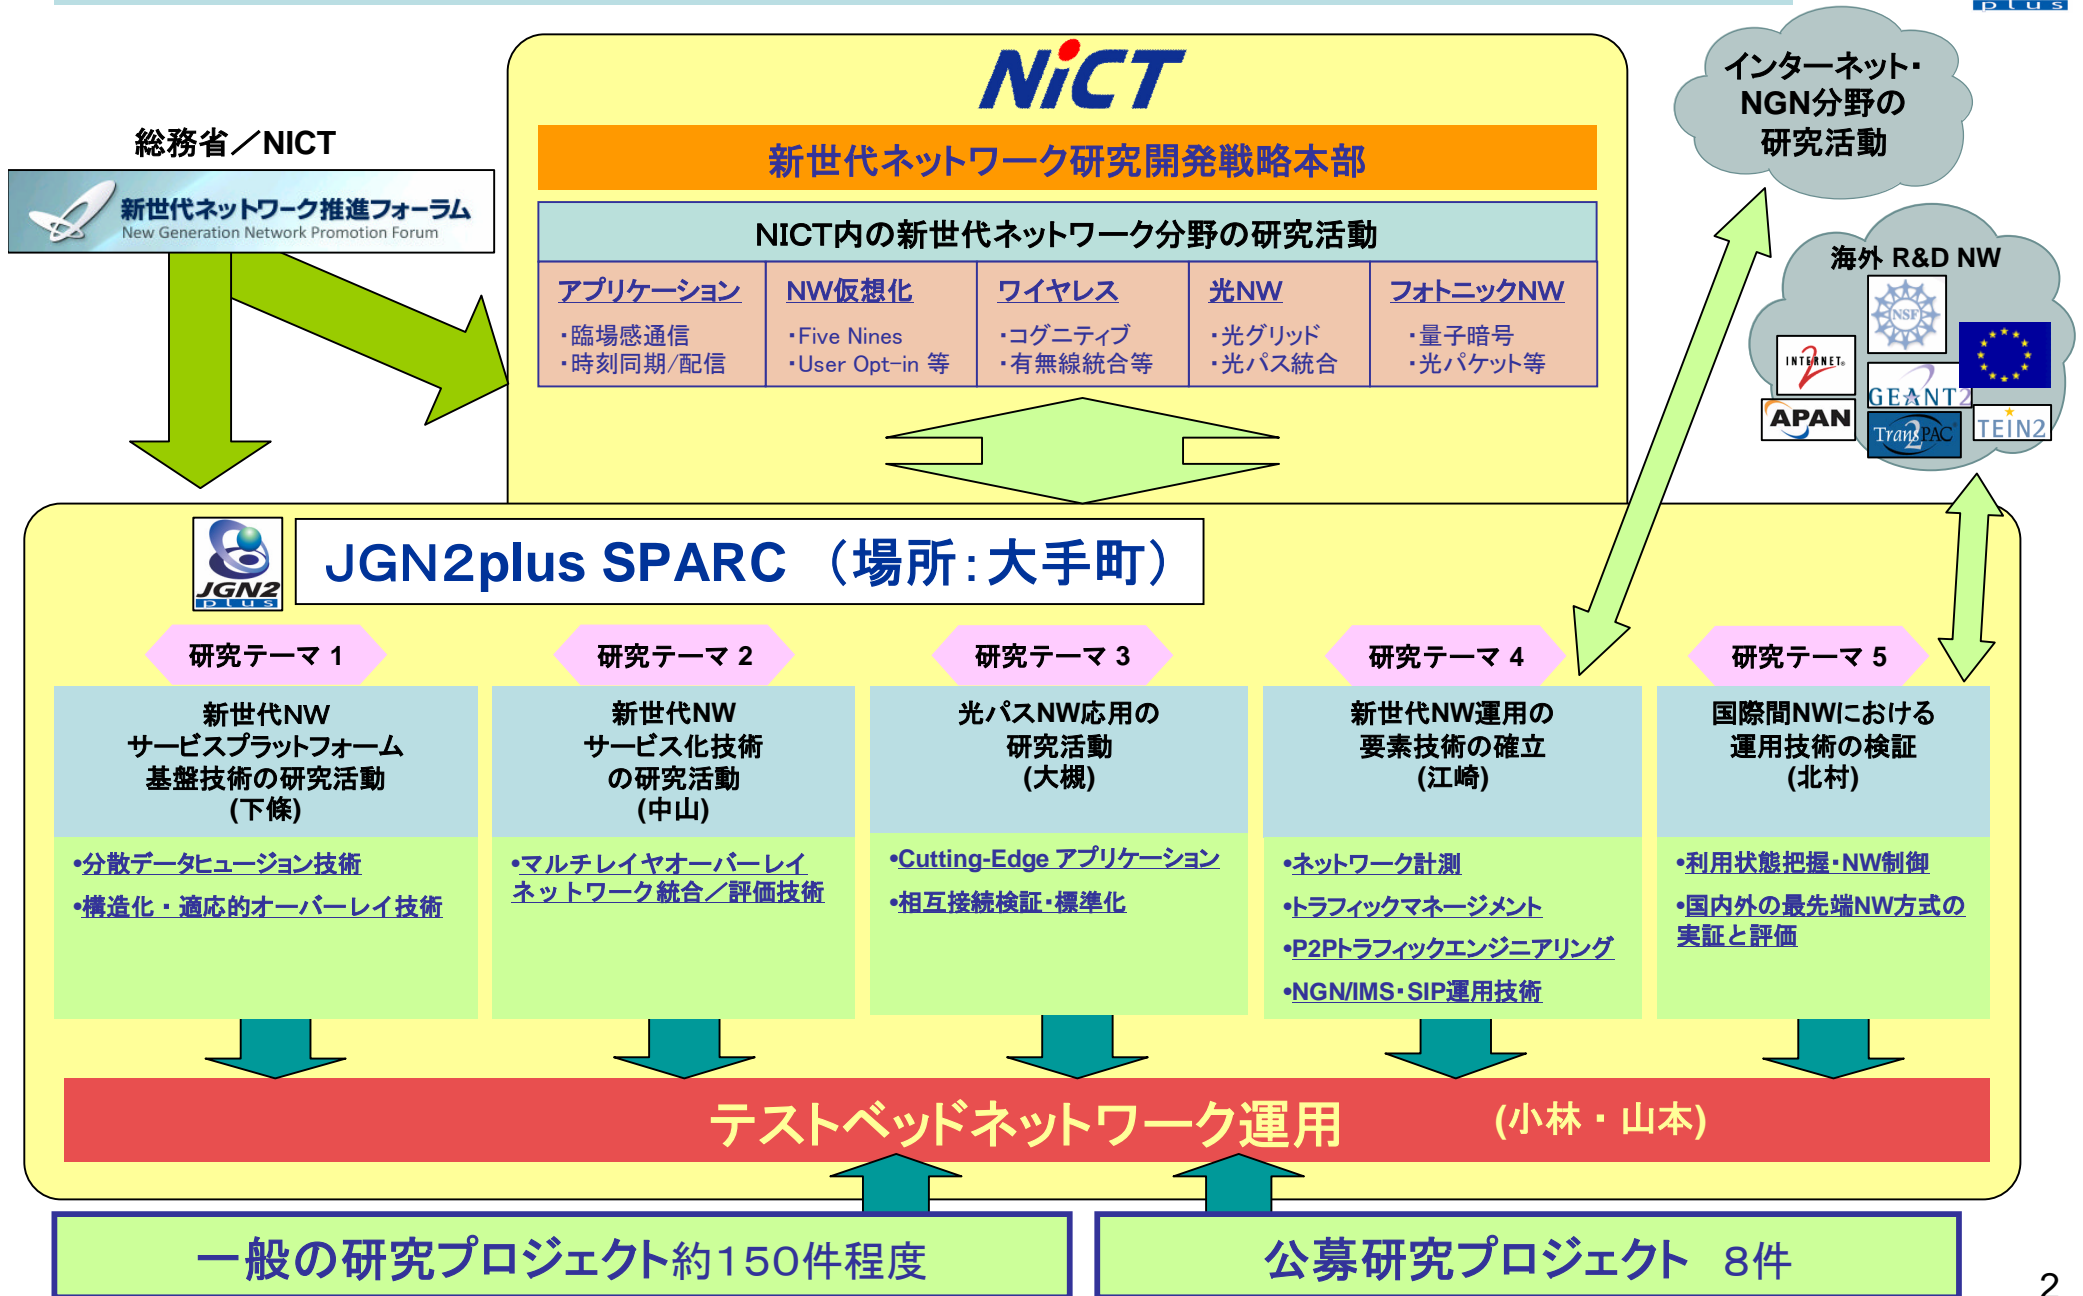 plus
NiCT
インターネット・
NGN分野の
研究活動
総務省／NICT
新世代ネットワーク推進フォーラム
New Generation Network Promotion Forum
新世代ネットワーク研究開発戦略本部
NICT内の新世代ネットワーク分野の研究活動
アプリケーション
・臨場感通信
・時刻同期/配信
NW仮想化
・Five Nines
・User Opt-in 等
ワイヤレス
・コグニティブ
・有無線統合等
光NW
・光グリッド
・光パス統合
フォトニックNW
・量子暗号
・光パケット等
海外 R&D NW
NSF
INTERNET
2
GEANT2
APAN
TransPAC
2
TEIN2
JGN2
plus
JGN2plus SPARC （場所：大手町）
研究テーマ 1
新世代NW
サービスプラットフォーム
基盤技術の研究活動
(下條)
•分散データヒュージョン技術
•構造化・適応的オーバーレイ技術
研究テーマ 2
新世代NW
サービス化技術
の研究活動
(中山)
•マルチレイヤオーバーレイ
ネットワーク統合／評価技術
研究テーマ 3
光パスNW応用の
研究活動
(大槻)
•Cutting-Edge アプリケーション
•相互接続検証・標準化
研究テーマ 4
新世代NW運用の
要素技術の確立
(江崎)
•ネットワーク計測
•トラフィックマネージメント
•P2Pトラフィックエンジニアリング
•NGN/IMS・SIP運用技術
研究テーマ 5
国際間NWにおける
運用技術の検証
(北村)
•利用状態把握・NW制御
•国内外の最先端NW方式の
実証と評価
テストベッドネットワーク運用 (小林・山本)
一般の研究プロジェクト約150件程度
公募研究プロジェクト 8件
2